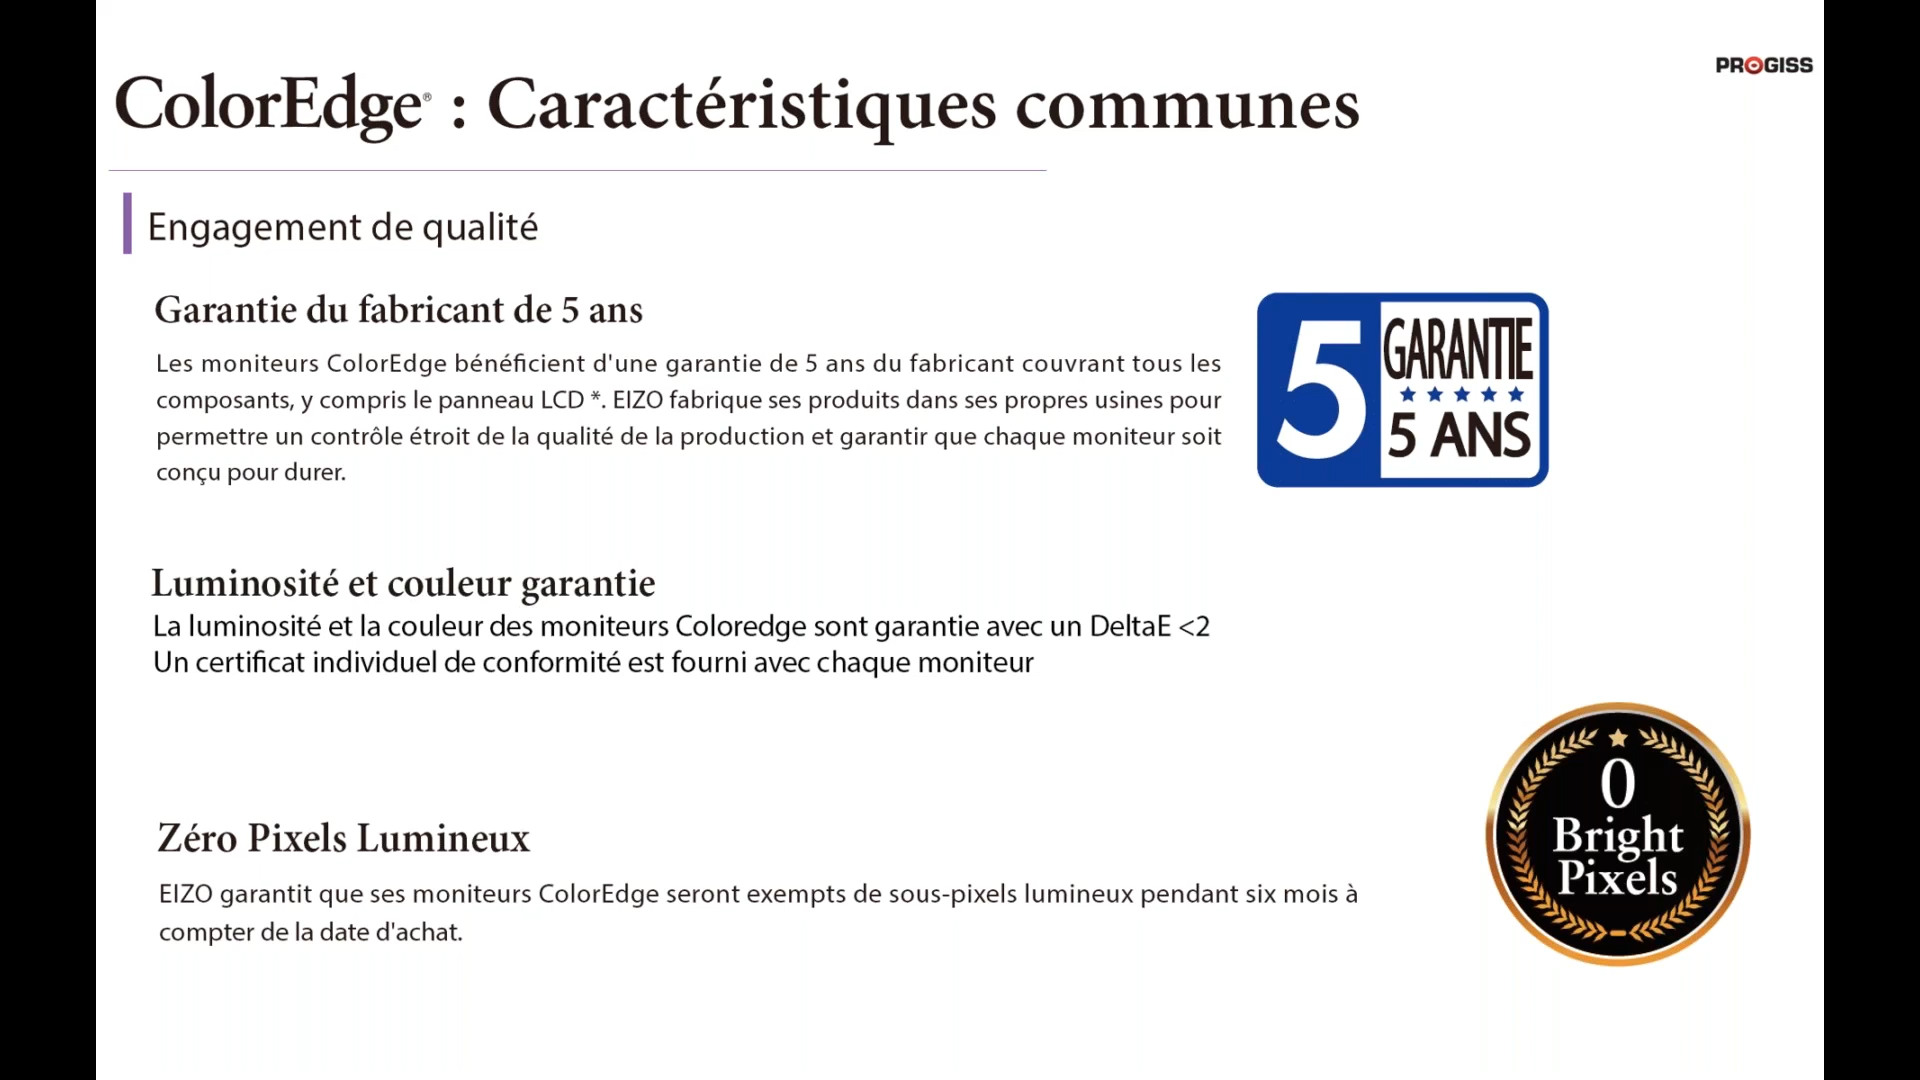 PROGISS
ColorEdge® : Caractéristiques communes
Engagement de qualité
Garantie du fabricant de 5 ans
Les moniteurs ColorEdge bénéficient d'une garantie de 5 ans du fabricant couvrant tous les
composants, y compris le panneau LCD *. EIZO fabrique ses produits dans ses propres usines pour
permettre un contrôle étroit de la qualité de la production et garantir que chaque moniteur soit
conçu pour durer.
5
GARANTIE
5 ANS
Luminosité et couleur garantie
La luminosité et la couleur des moniteurs Coloredge sont garantie avec un DeltaE <2
Un certificat individuel de conformité est fourni avec chaque moniteur
Zéro Pixels Lumineux
EIZO garantit que ses moniteurs ColorEdge seront exempts de sous-pixels lumineux pendant six mois à
compter de la date d'achat.
0
Bright
Pixels